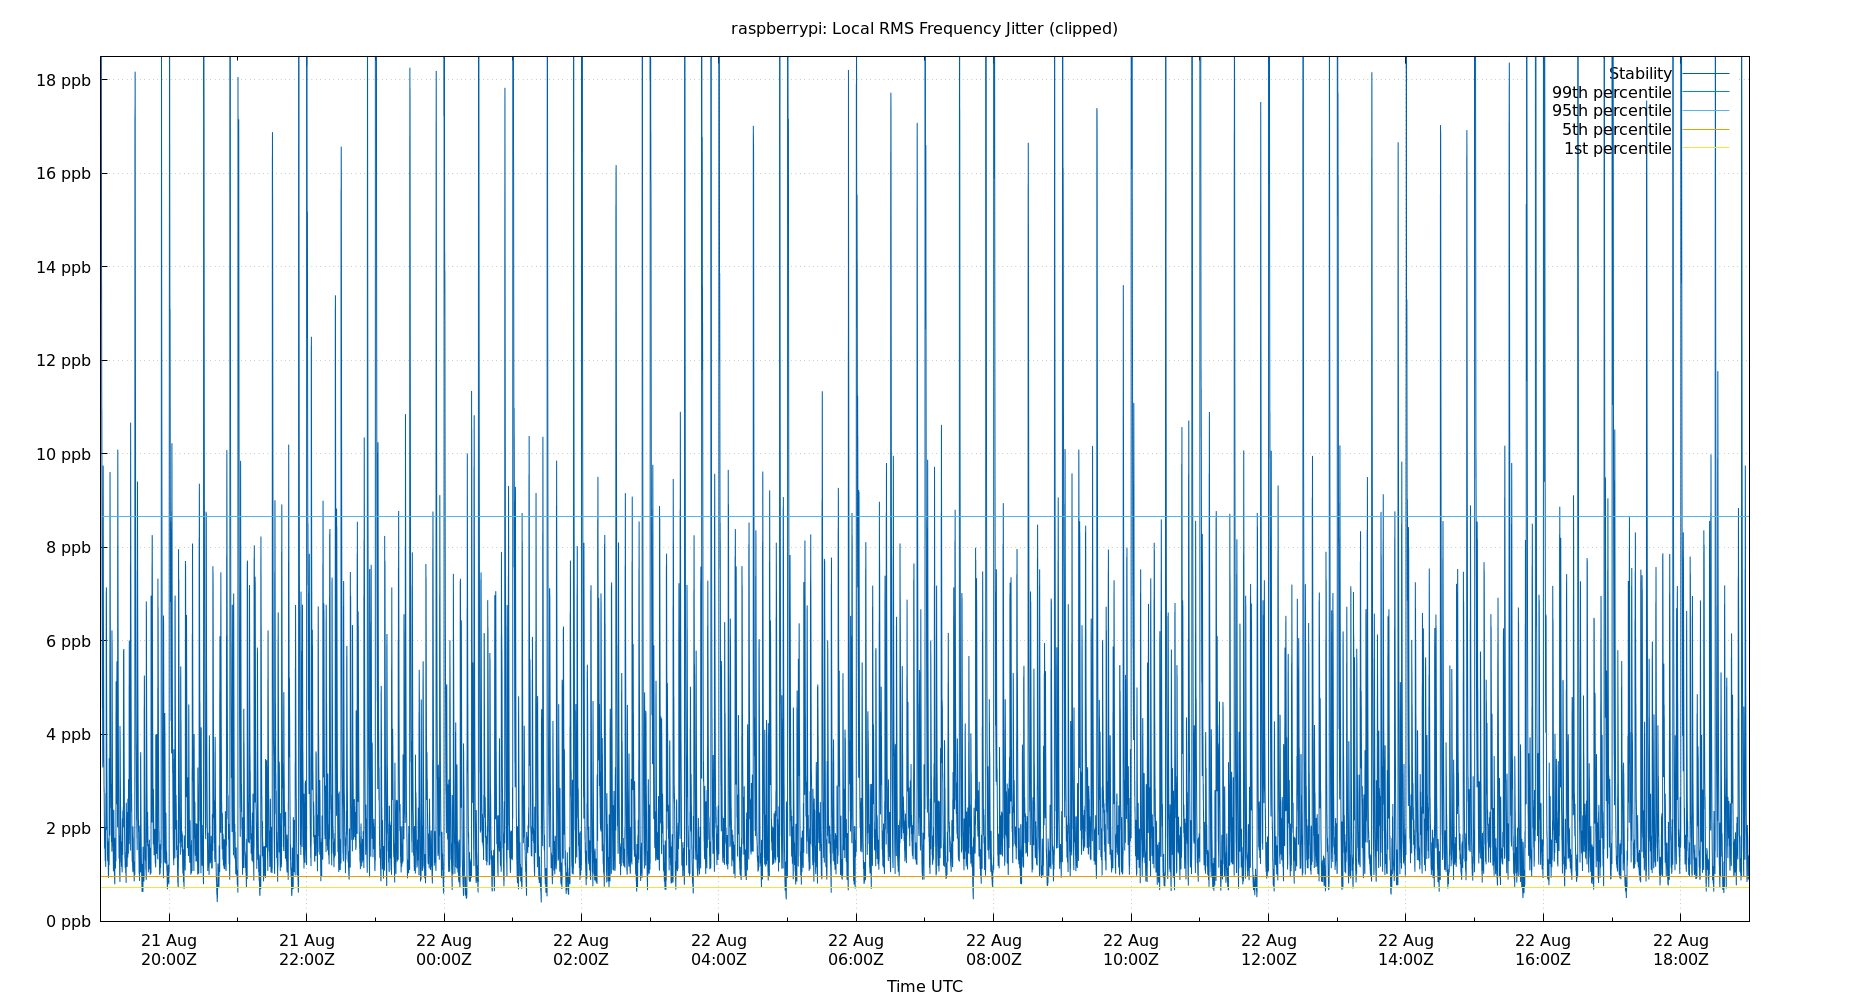 raspberrypi: Local RMS Frequency Jitter (clipped)
18 ppb
16 ppb
14 ppb
12 ppb
10 ppb
8 ppb
6 ppb
4 ppb
2 ppb
0 ppb
Stability
99th percentile
95th percentile
5th percentile
1st percentile
21 Aug 21 Aug 22 Aug 22 Aug 22 Aug 22 Aug 22 Aug 22 Aug 22 Aug 22 Aug 22 Aug 22 Aug
20:00Z 22:00Z 00:00Z 02:00Z 04:00Z 06:00Z 08:00Z 10:00Z 12:00Z 14:00Z 16:00Z 18:00Z
Time UTC